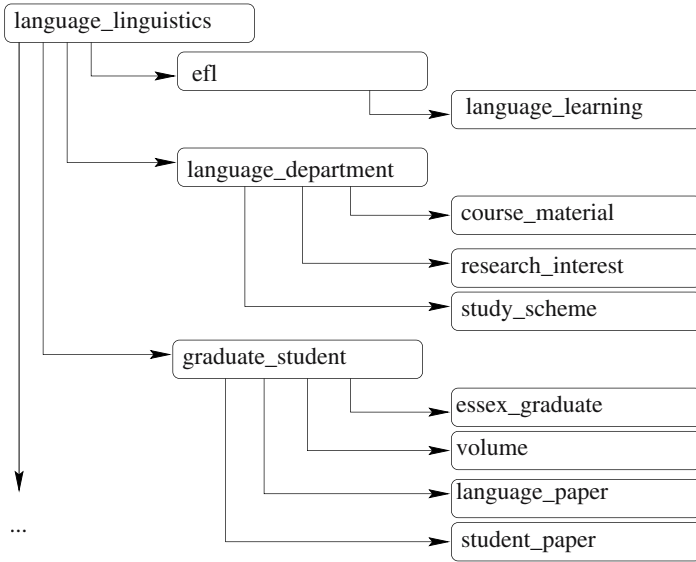 language_linguistics
efl
language_learning
language_department
course_material
research_interest
study_scheme
graduate_student
essex_graduate
volume
language_paper
student_paper
...